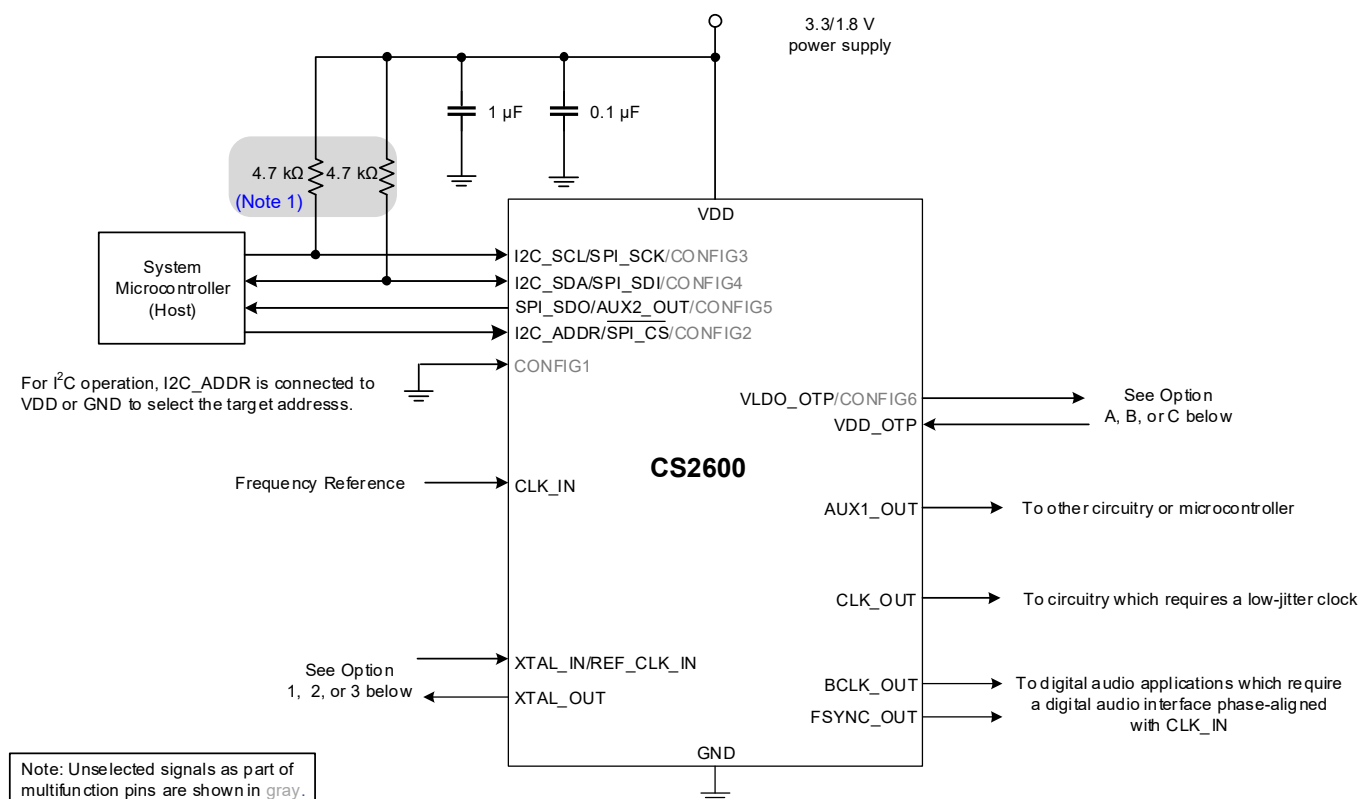 3.3/1.8 V
power supply
1 µF
0.1 µF
4.7 kΩ
4.7 kΩ
(Note 1)
VDD
System
Microcontroller
(Host)
I2C_SCL/SPI_SCK/CONFIG3
I2C_SDA/SPI_SDI/CONFIG4
SPI_SDO/AUX2_OUT/CONFIG5
I2C_ADDR/SPI_CS/CONFIG2
CONFIG1
For I²C operation, I2C_ADDR is connected to
VDD or GND to select the target addresss.
VLDO_OTP/CONFIG6
VDD_OTP
See Option
A, B, or C below
CS2600
Frequency Reference
CLK_IN
AUX1_OUT
To other circuitry or microcontroller
CLK_OUT
To circuitry which requires a low-jitter clock
See Option
1, 2, or 3 below
XTAL_IN/REF_CLK_IN
XTAL_OUT
BCLK_OUT
FSYNC_OUT
To digital audio applications which require
a digital audio interface phase-aligned
with CLK_IN
GND
Note: Unselected signals as part of
multifunction pins are shown in gray.